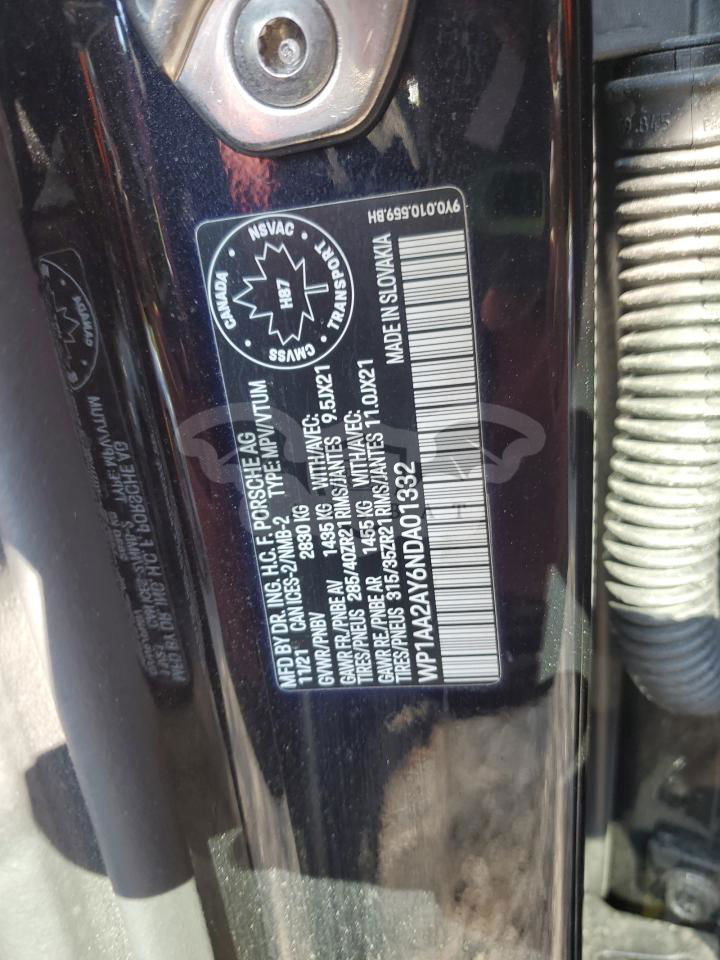 MFD BY DR. ING. H.C. F. PORSCHE AG
11/21 CAN ICES-2/NMB-2 TYPE: MPV/VTUM
GVWR/PNBV 2830 KG
GAWR FR./PNBE AV 1435 KG WITH/AVEC:
TIRES/PNEUS 285/40ZR21 RIMS/JANTES 9.5JX21
GAWR RE./PNBE AR 1455 KG WITH/AVEC:
TIRES/PNEUS 315/35ZR21 RIMS/JANTES 11.0JX21
WP1AA2AY6NDA01332 MADE IN SLOVAKIA
9Y0.010.559.BH
CANADA NSVAC
H87
CMVSS TRANSPORT